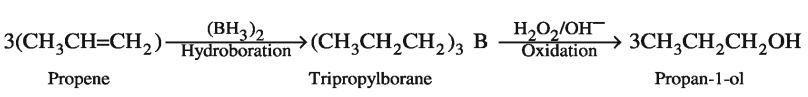 3(CH₃CH=CH₂) (BH₃)₂ Hydroboration (CH₃CH₂CH₂)₃ B H₂O₂/OH⁻ Oxidation 3CH₃CH₂CH₂OH
Propene Tripropylborane Propan-1-ol